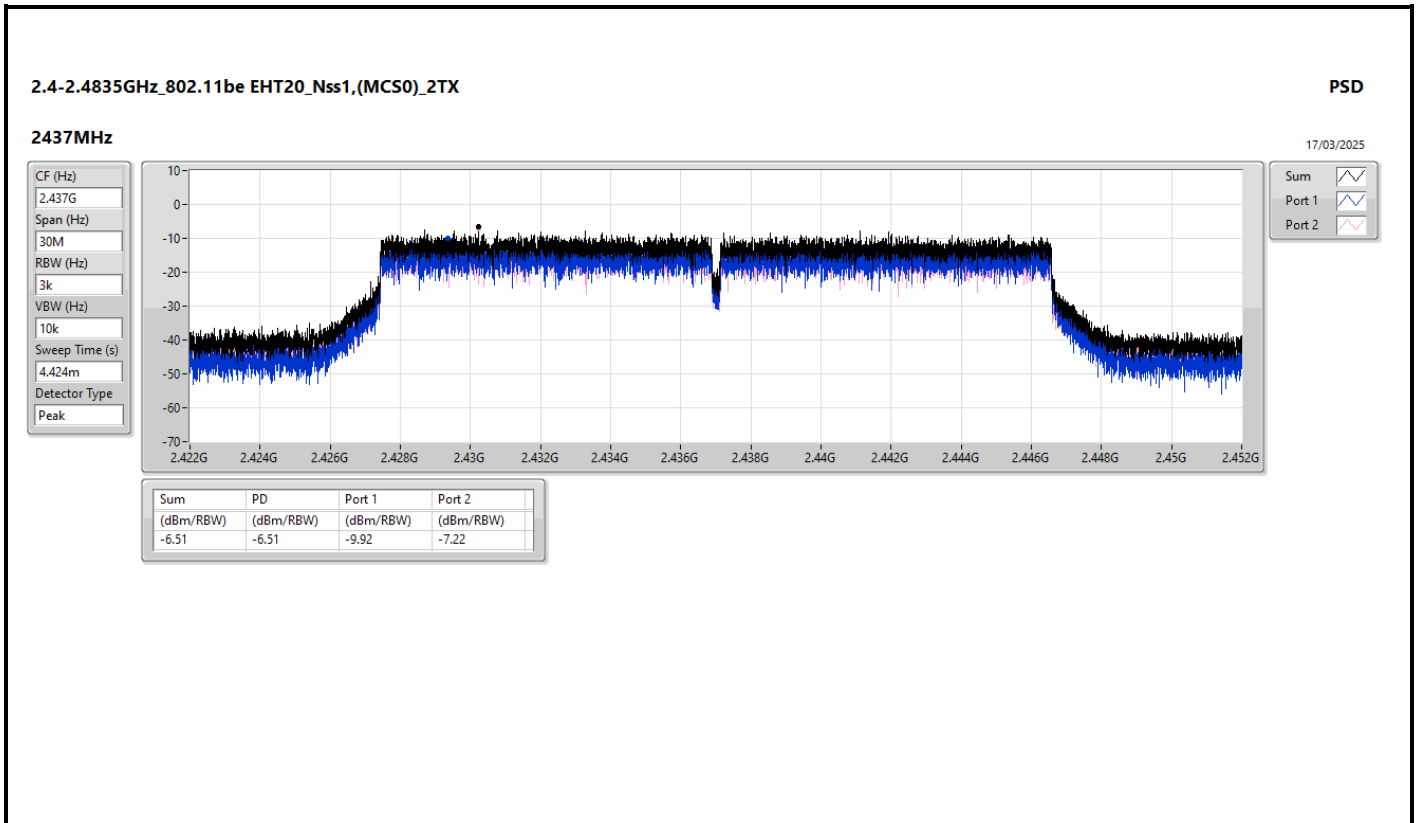 2.4-2.4835GHz_802.11be EHT20_Nss1,(MCS0)_2TX
PSD
2437MHz
17/03/2025
CF (Hz)
2.437G
Span (Hz)
30M
RBW (Hz)
3k
VBW (Hz)
10k
Sweep Time (s)
4.424m
Detector Type
Peak
10
0
-10
-20
-30
-40
-50
-60
-70
2.422G 2.424G 2.426G 2.428G 2.43G 2.432G 2.434G 2.436G 2.438G 2.44G 2.442G 2.444G 2.446G 2.448G 2.45G 2.452G
Sum
Port 1
Port 2
Sum PD Port 1 Port 2
(dBm/RBW) (dBm/RBW) (dBm/RBW) (dBm/RBW)
-6.51 -6.51 -9.92 -7.22